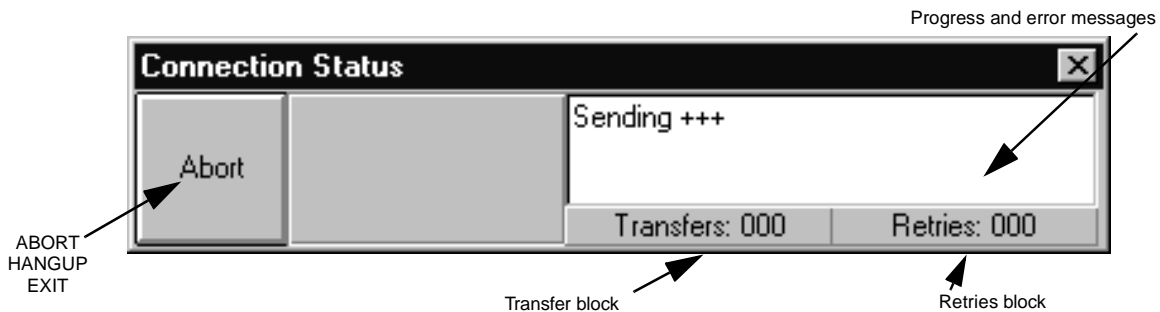 Progress and error messages
Connection Status
Sending +++
Abort
Transfers: 000
Retries: 000
ABORT
HANGUP
EXIT
Transfer block
Retries block